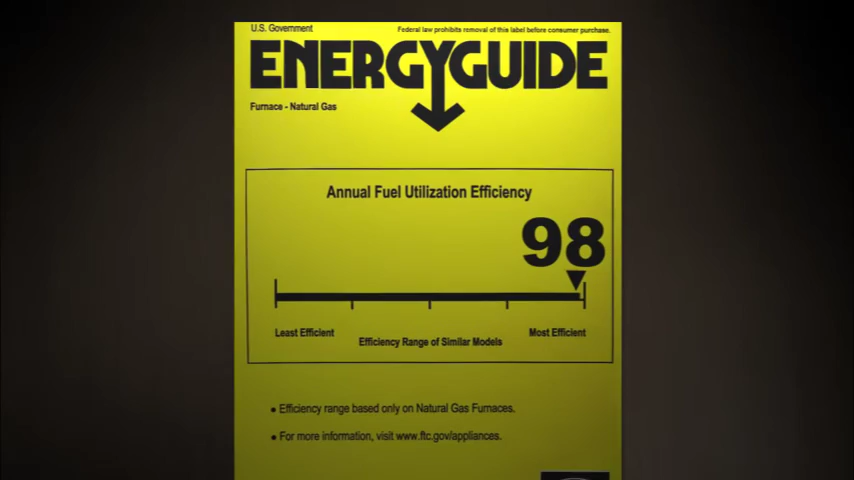 U.S. Government
Federal law prohibits removal of this label before consumer purchase.
ENERGYGUIDE
Furnace - Natural Gas
Annual Fuel Utilization Efficiency
98
Least Efficient
Most Efficient
Efficiency Range of Similar Models
● Efficiency range based only on Natural Gas Furnaces.
● For more information, visit www.ftc.gov/appliances.